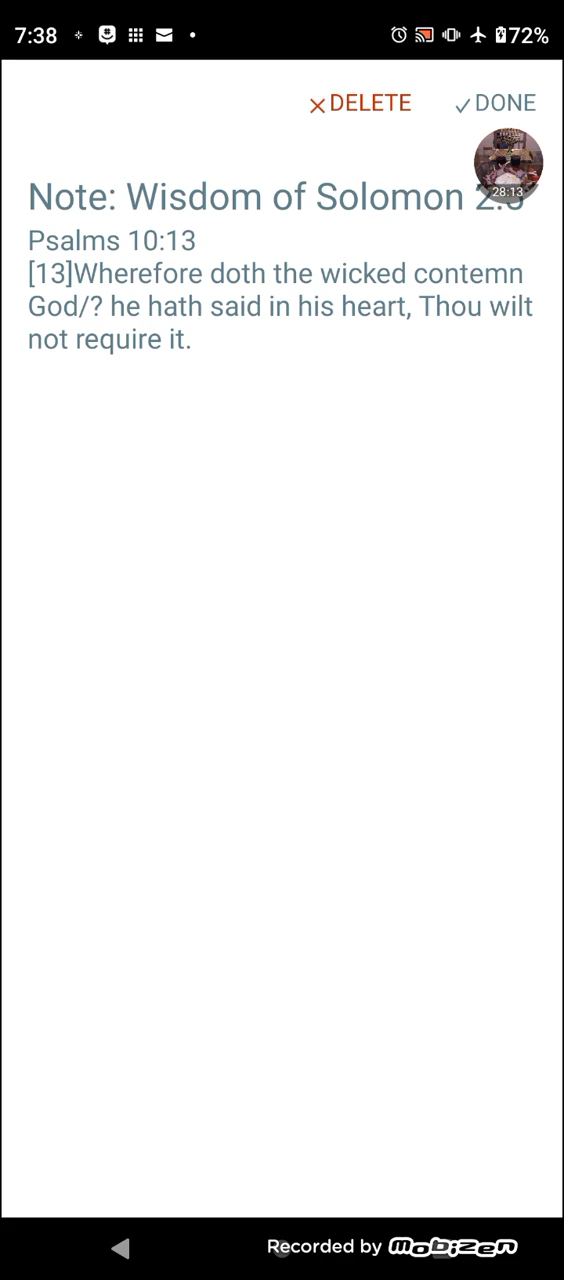 7:38 72%
DELETE DONE
28:13
Note: Wisdom of Solomon
Psalms 10:13
[13]Wherefore doth the wicked contemn
God/? he hath said in his heart, Thou wilt
not require it.
Recorded by Mobizen